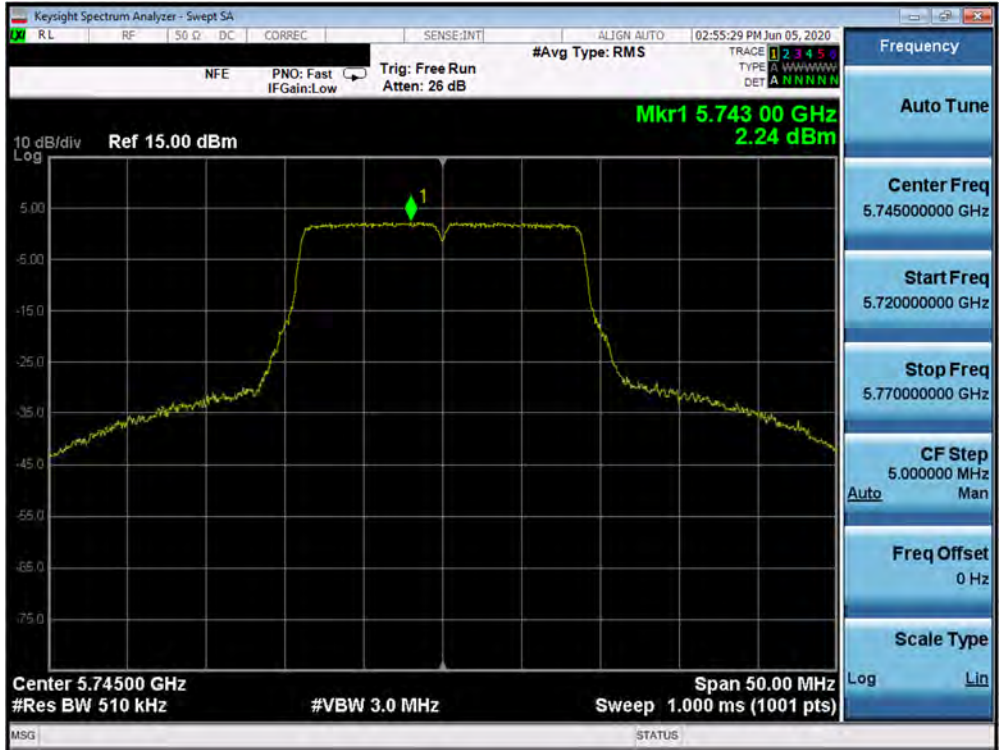 Keysight Spectrum Analyzer - Swept SA
LXI RL RF 50 Ω DC CORREC SENSE:INT ALIGN AUTO 02:55:29 PM Jun 05, 2020
NFE PNO: Fast Trig: Free Run #Avg Type: RMS TRACE 1 2 3 4 5 6
IFGain:Low Atten: 26 dB TYPE A WWWWW
DET A N N N N N
Mkr1 5.743 00 GHz
2.24 dBm
10 dB/div Ref 15.00 dBm
Log
1
5.00
-5.00
-15.0
-25.0
-35.0
-45.0
-55.0
-65.0
-75.0
Center 5.74500 GHz Span 50.00 MHz
#Res BW 510 kHz #VBW 3.0 MHz Sweep 1.000 ms (1001 pts)
MSG STATUS
Frequency
Auto Tune
Center Freq
5.745000000 GHz
Start Freq
5.720000000 GHz
Stop Freq
5.770000000 GHz
CF Step
5.000000 MHz
Auto Man
Freq Offset
0 Hz
Scale Type
Log Lin